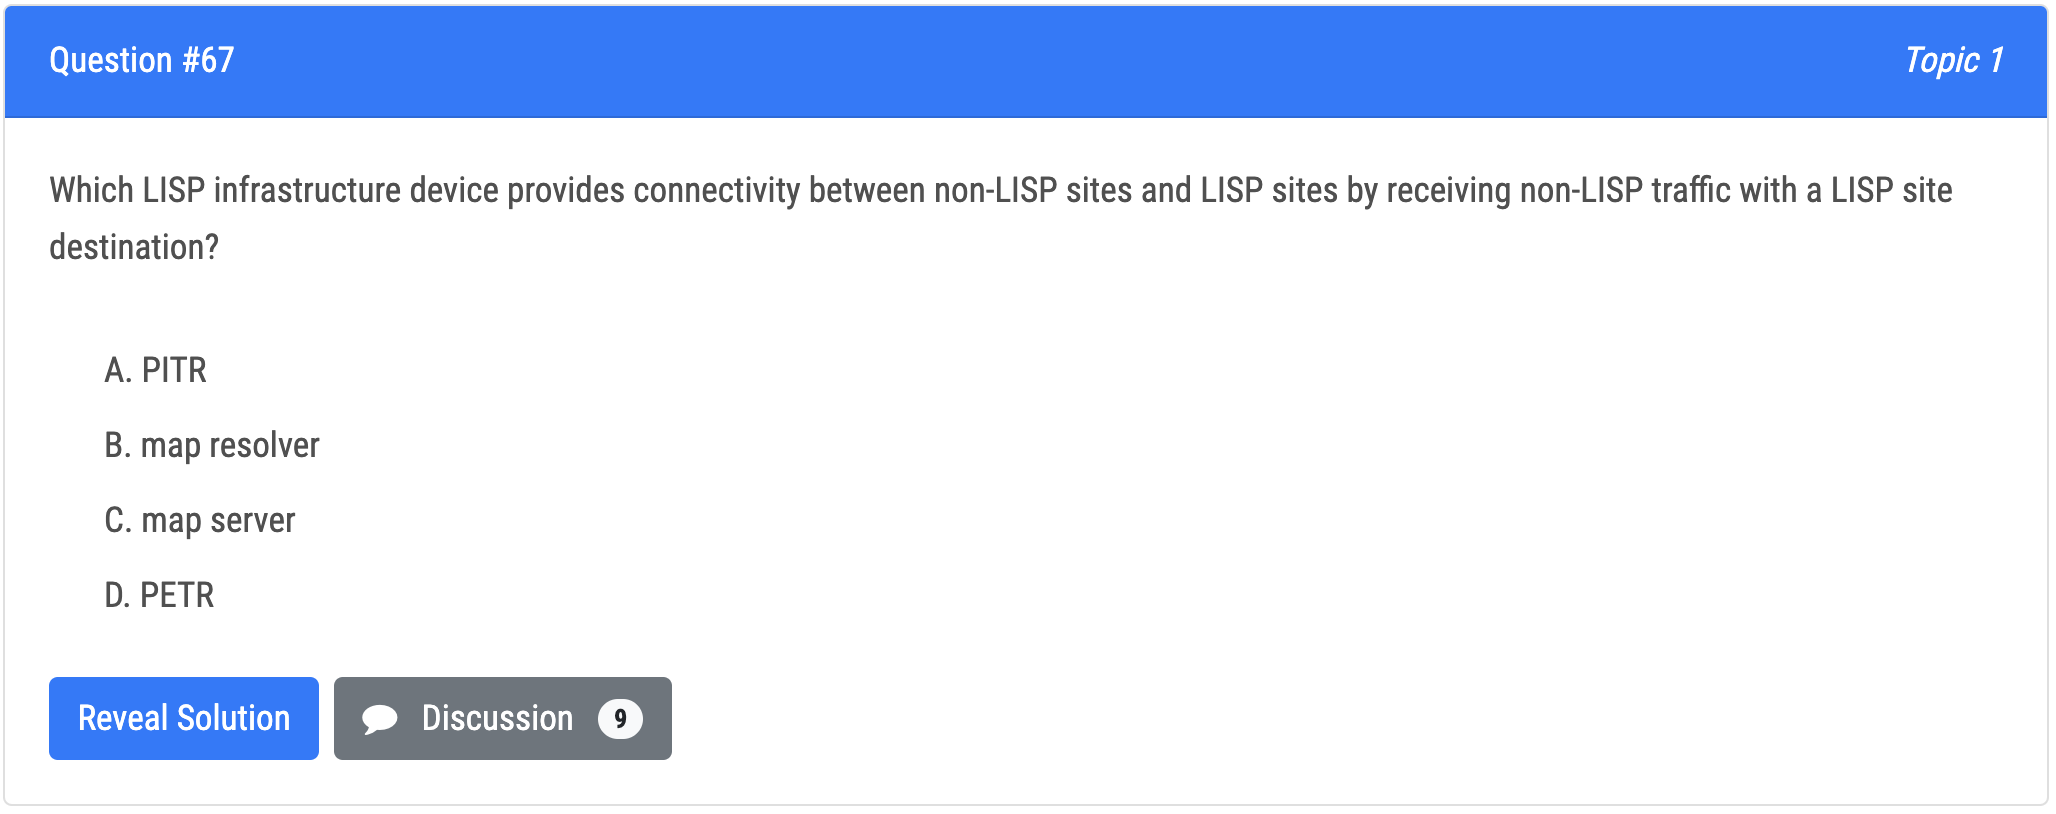 Question #67
Topic 1
Which LISP infrastructure device provides connectivity between non-LISP sites and LISP sites by receiving non-LISP traffic with a LISP site
destination?
A. PITR
B. map resolver
C. map server
D. PETR
Reveal Solution
Discussion 9